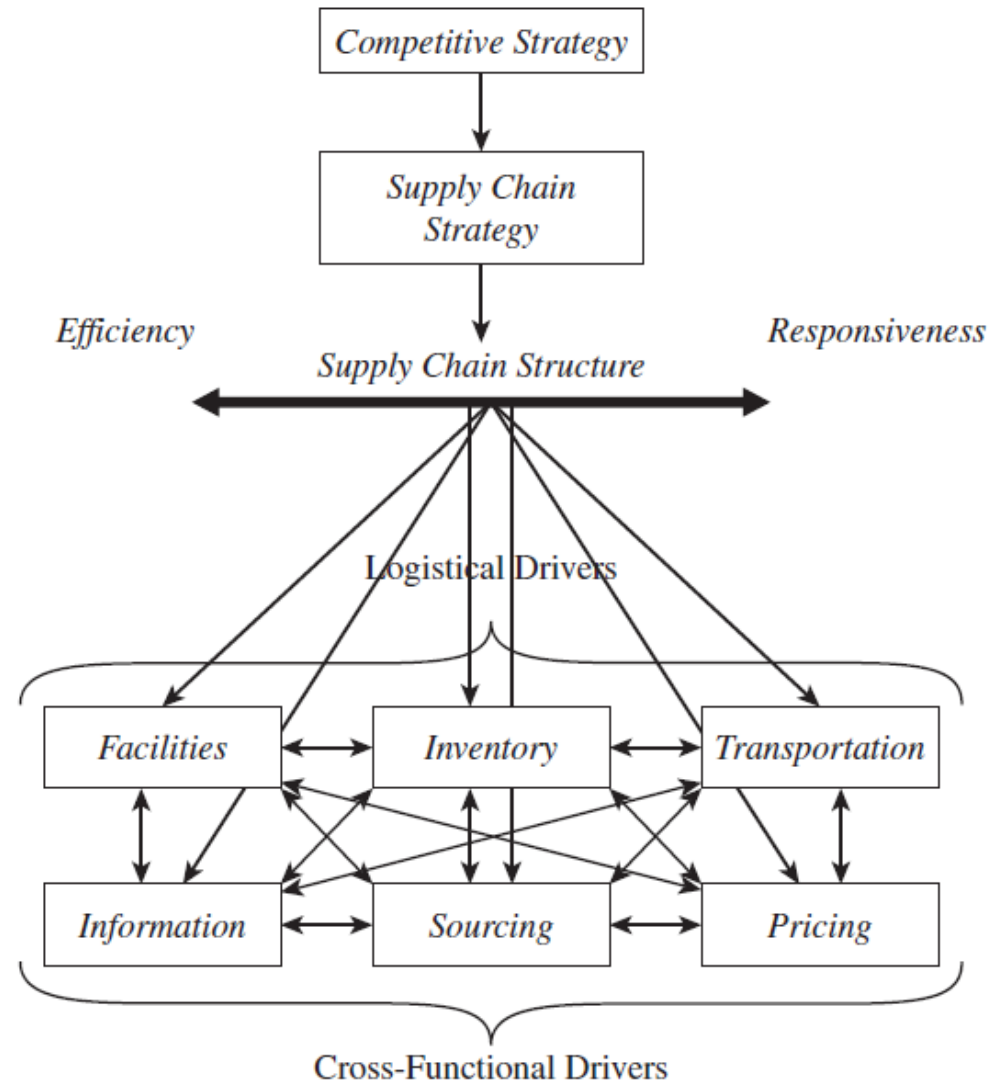 Competitive Strategy
Supply Chain
Strategy
Efficiency
Responsiveness
Supply Chain Structure
Logistical Drivers
Facilities
Inventory
Transportation
Information
Sourcing
Pricing
Cross-Functional Drivers